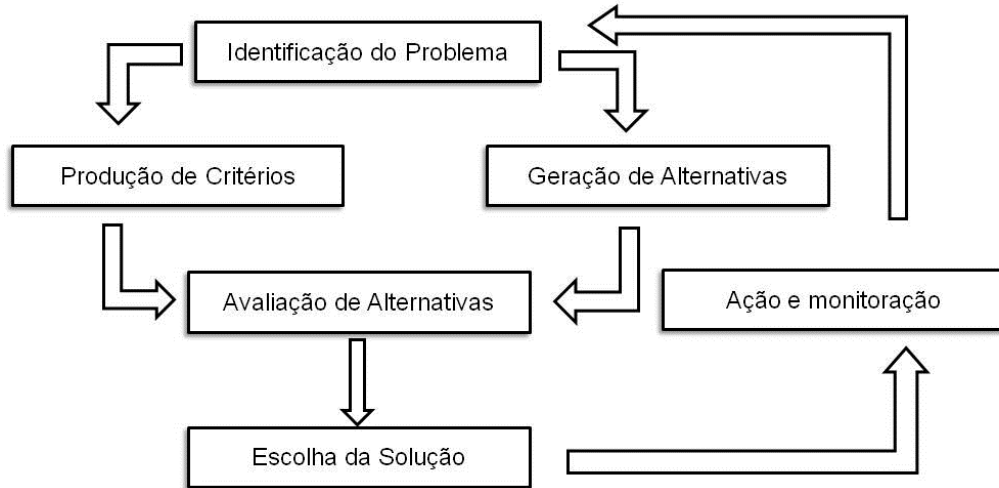 Identificação do Problema
Produção de Critérios
Geração de Alternativas
Avaliação de Alternativas
Ação e monitoração
Escolha da Solução